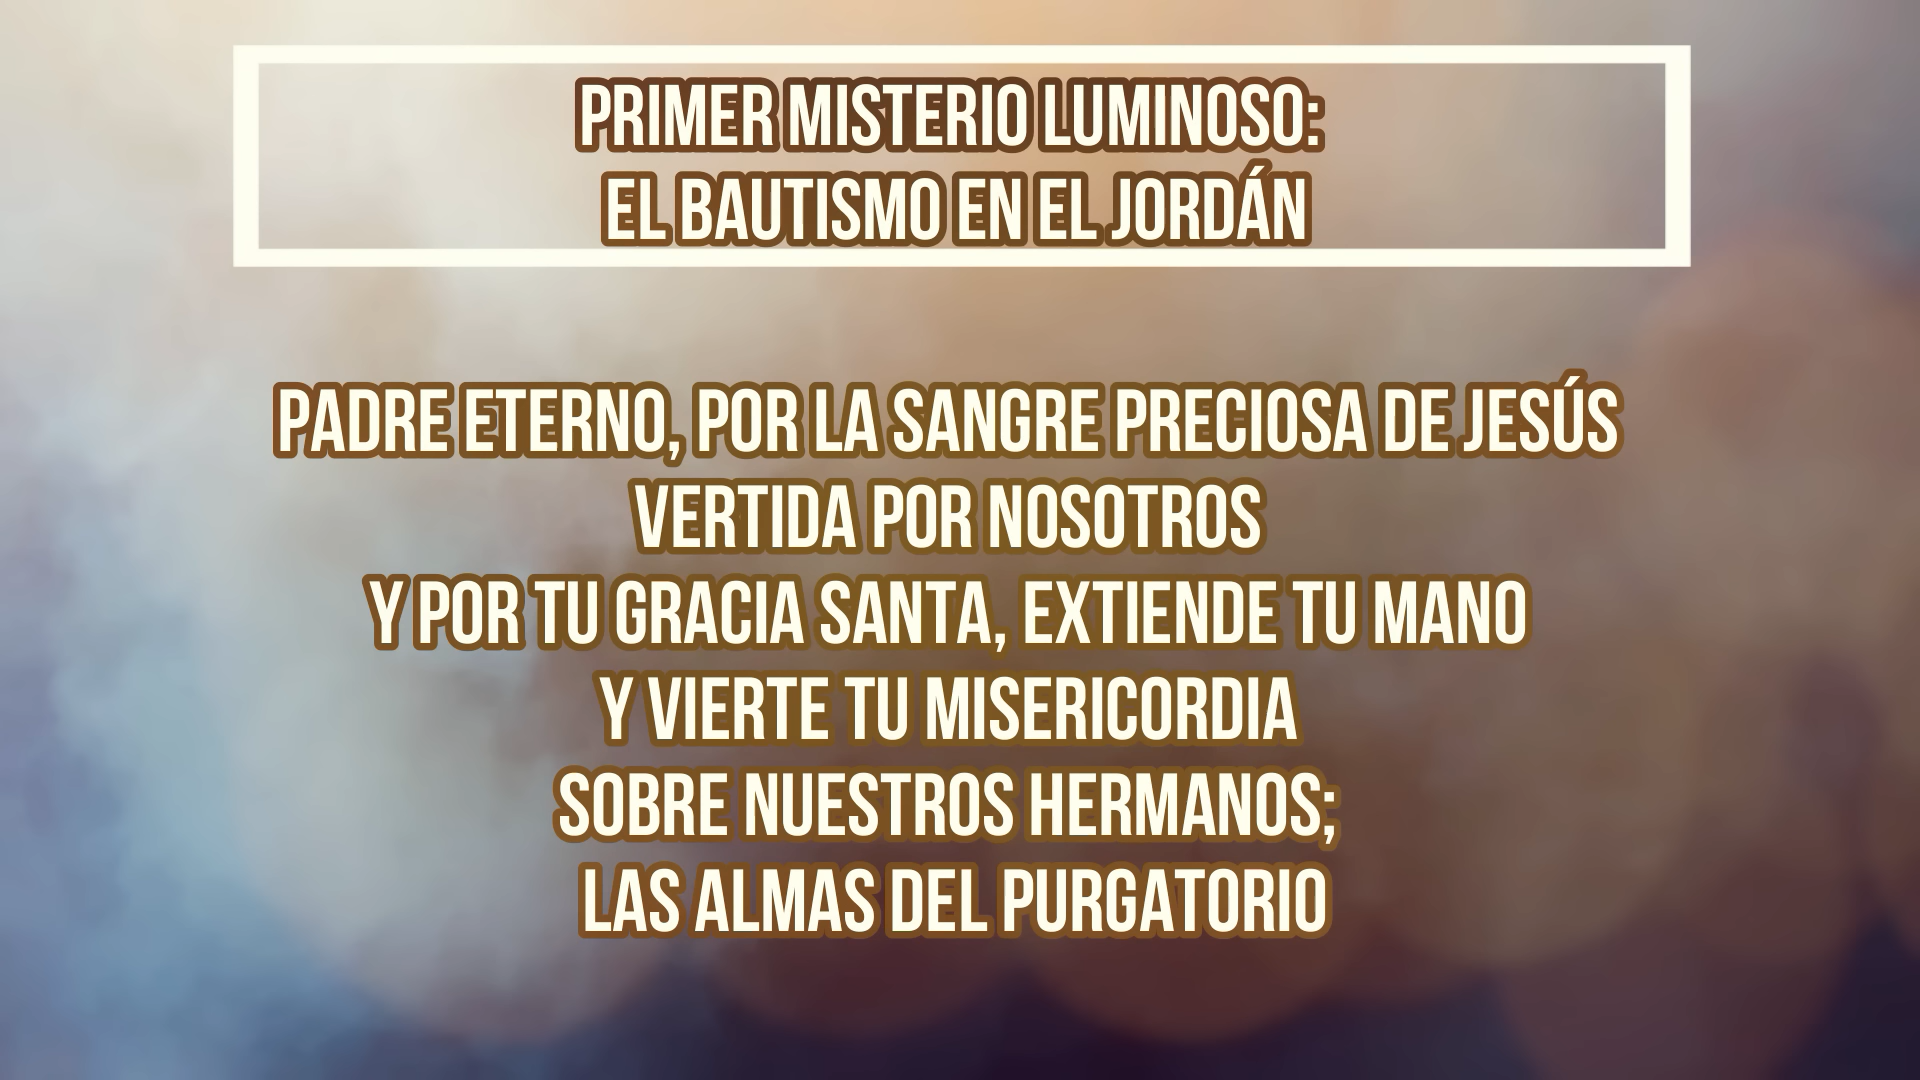 PRIMER MISTERIO LUMINOSO:
EL BAUTISMO EN EL JORDÁN
PADRE ETERNO, POR LA SANGRE PRECIOSA DE JESÚS
VERTIDA POR NOSOTROS
Y POR TU GRACIA SANTA, EXTIENDE TU MANO
Y VIERTE TU MISERICORDIA
SOBRE NUESTROS HERMANOS;
LAS ALMAS DEL PURGATORIO